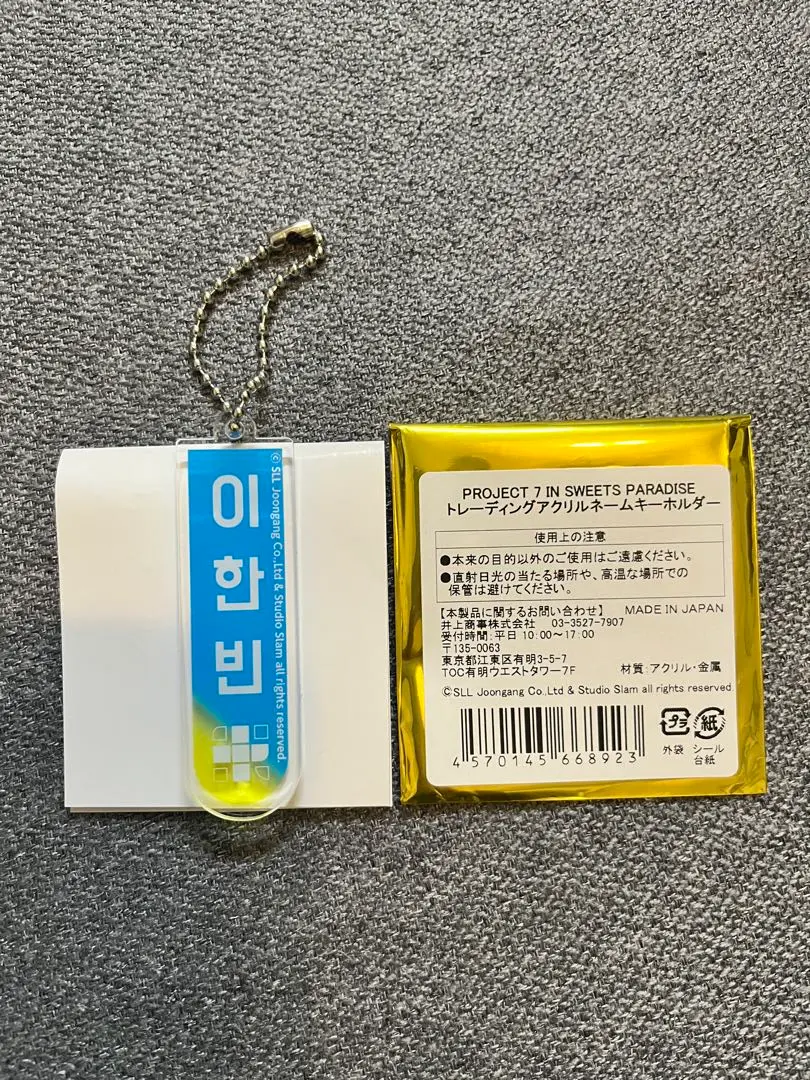 이한빈
© SLL Joongang Co.,Ltd & Studio Slam all rights reserved.
PROJECT 7 IN SWEETS PARADISE
トレーディングアクリルネームキーホルダー
使用上の注意
●本来の目的以外のご使用はご遠慮ください。
●直射日光の当たる場所や、高温な場所での
保管は避けてください。
【本製品に関するお問い合わせ】 MADE IN JAPAN
井上商事株式会社 03-3527-7907
受付時間:平日 10:00~17:00
〒135-0063
東京都江東区有明3-5-7
TOC有明ウエストタワー7F 材質:アクリル・金属
©SLL Joongang Co.,Ltd & Studio Slam all rights reserved.
4 570145 668923
プラ 紙
外袋 シール
台紙